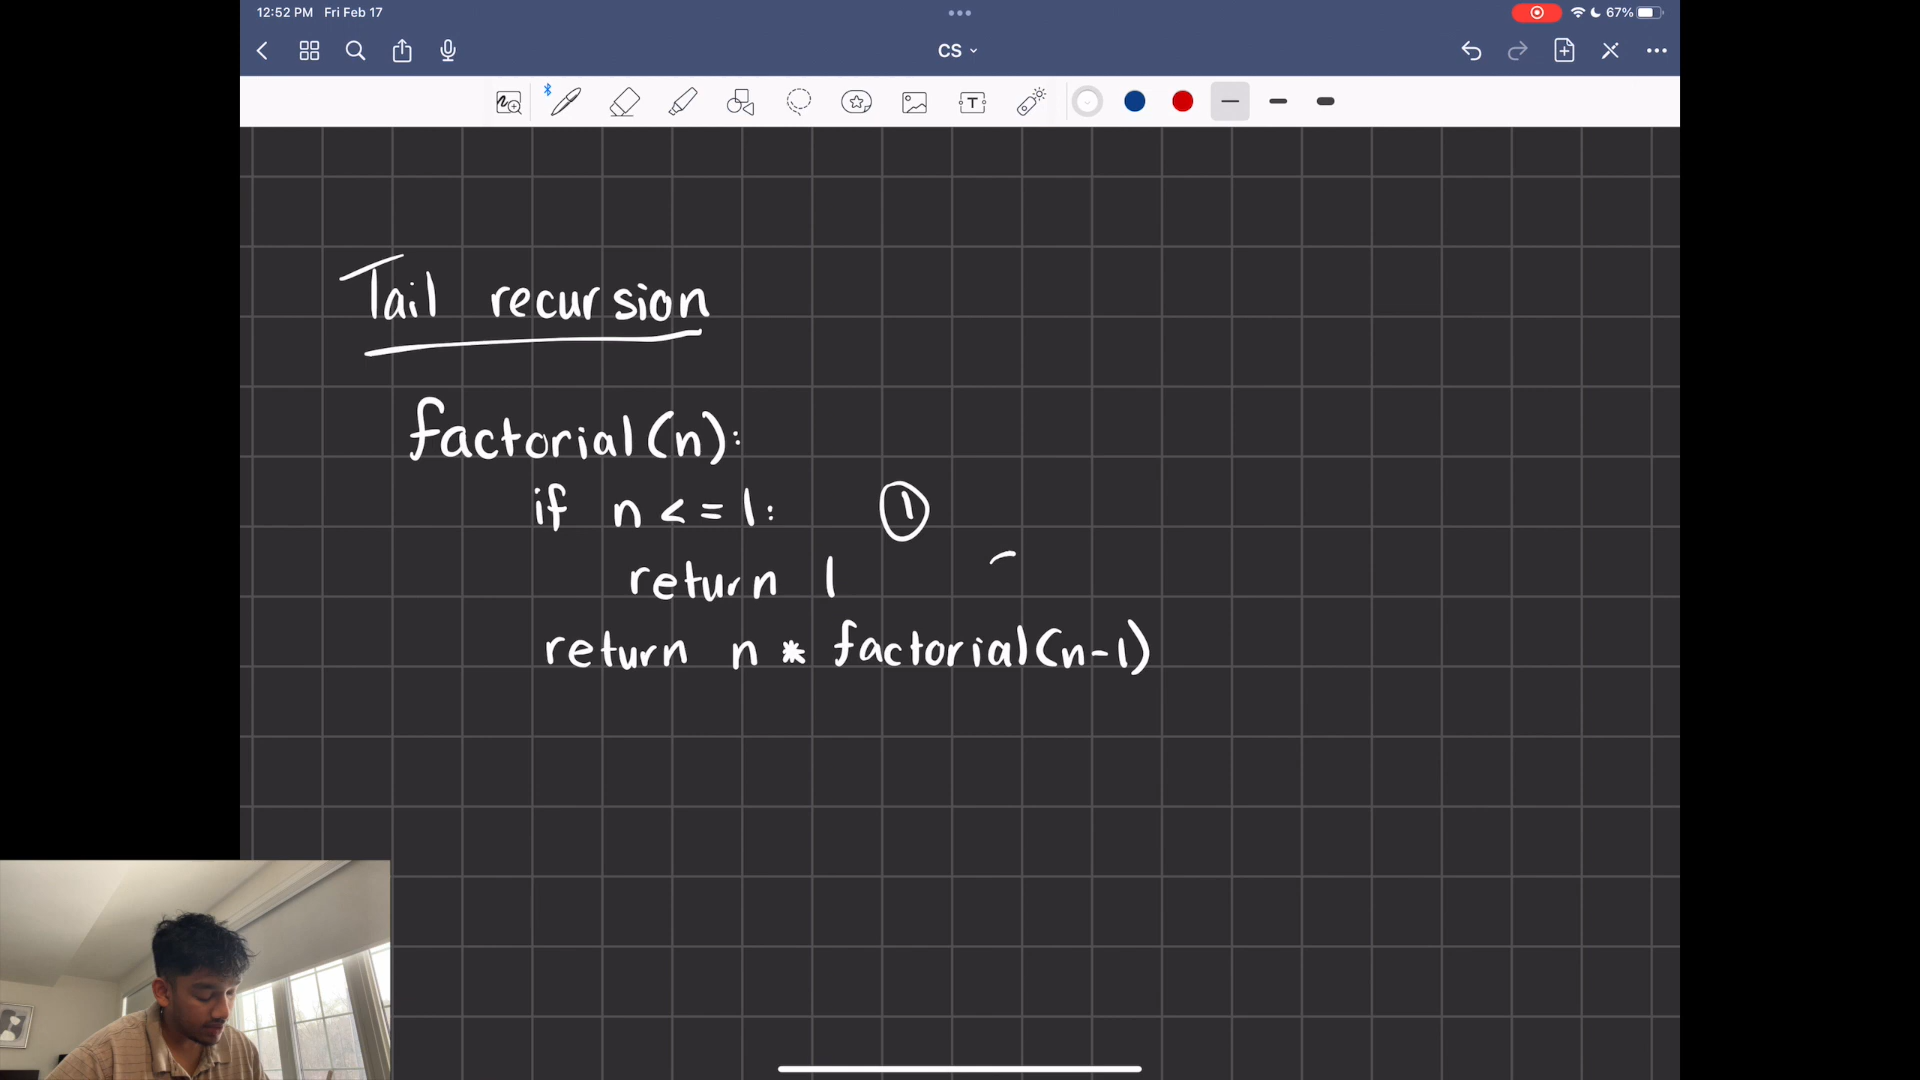 12:52 PM Fri Feb 17
67%
CS
T
Tail recursion
factorial(n):
if n <= 1: ①
return 1
return n * factorial(n-1)